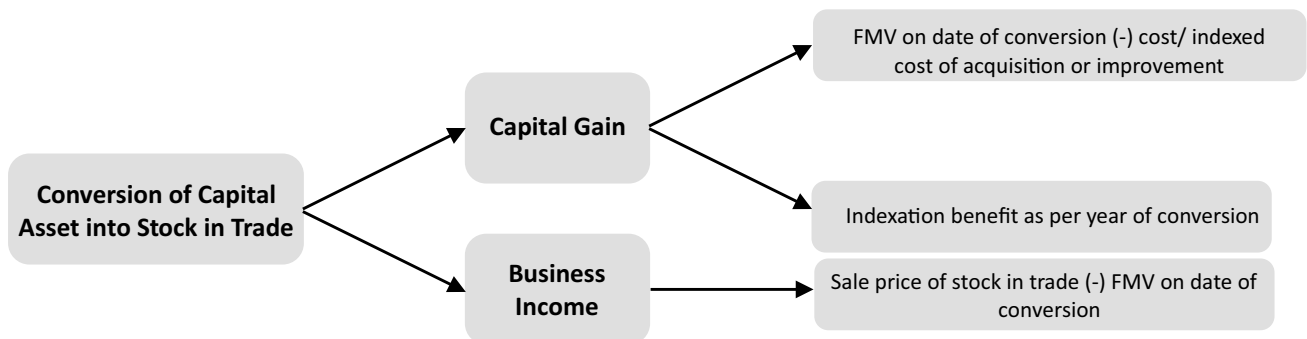 Conversion of Capital
Asset into Stock in Trade
Capital Gain
FMV on date of conversion (-) cost/ indexed
cost of acquisition or improvement
Indexation benefit as per year of conversion
Business
Income
Sale price of stock in trade (-) FMV on date of
conversion